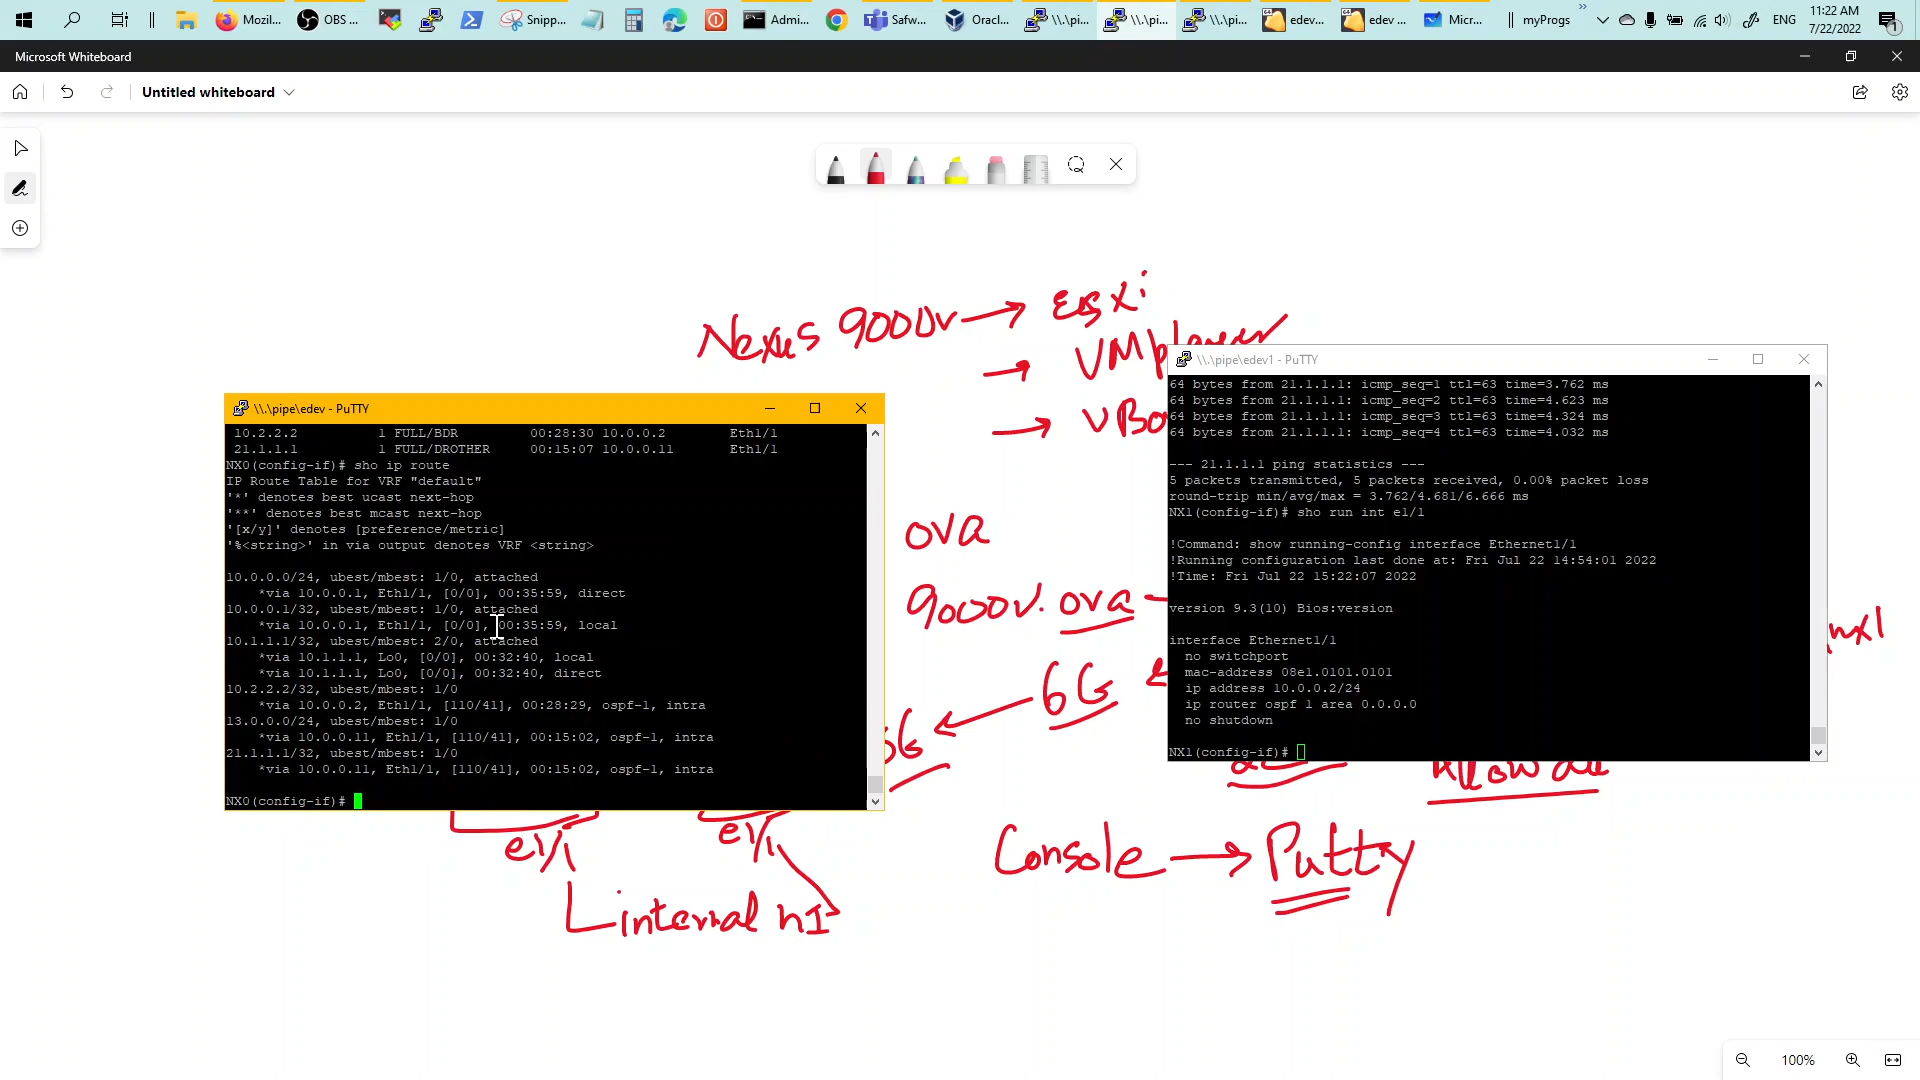 Mozil...
OBS ...
Snipp...
Admi...
Safw...
Oracl...
\\.\pi...
\\.\pi...
\\.\pi...
edev...
edev ...
Micr...
myProgs
ENG
11:22 AM
7/22/2022
1
Microsoft Whiteboard
Untitled whiteboard
Nexus 9000v → esxi
→ VMplayer
→ VBo
\\.\pipe\edev - PuTTY
10.2.2.2 1 FULL/BDR 00:28:30 10.0.0.2 Eth1/1
21.1.1.1 1 FULL/DROTHER 00:15:07 10.0.0.11 Eth1/1
NX0(config-if)# sho ip route
IP Route Table for VRF "default"
'*' denotes best ucast next-hop
'**' denotes best mcast next-hop
'[x/y]' denotes [preference/metric]
'%<string>' in via output denotes VRF <string>
10.0.0.0/24, ubest/mbest: 1/0, attached
*via 10.0.0.1, Eth1/1, [0/0], 00:35:59, direct
10.0.0.1/32, ubest/mbest: 1/0, attached
*via 10.0.0.1, Eth1/1, [0/0], 00:35:59, local
10.1.1.1/32, ubest/mbest: 2/0, attached
*via 10.1.1.1, Lo0, [0/0], 00:32:40, local
*via 10.1.1.1, Lo0, [0/0], 00:32:40, direct
10.2.2.2/32, ubest/mbest: 1/0
*via 10.0.0.2, Eth1/1, [110/41], 00:28:29, ospf-1, intra
13.0.0.0/24, ubest/mbest: 1/0
*via 10.0.0.11, Eth1/1, [110/41], 00:15:02, ospf-1, intra
21.1.1.1/32, ubest/mbest: 1/0
*via 10.0.0.11, Eth1/1, [110/41], 00:15:02, ospf-1, intra
NX0(config-if)#
\\.\pipe\edev1 - PuTTY
64 bytes from 21.1.1.1: icmp_seq=1 ttl=63 time=3.762 ms
64 bytes from 21.1.1.1: icmp_seq=2 ttl=63 time=4.623 ms
64 bytes from 21.1.1.1: icmp_seq=3 ttl=63 time=4.324 ms
64 bytes from 21.1.1.1: icmp_seq=4 ttl=63 time=4.032 ms
--- 21.1.1.1 ping statistics ---
5 packets transmitted, 5 packets received, 0.00% packet loss
round-trip min/avg/max = 3.762/4.681/6.666 ms
NX1(config-if)# sho run int e1/1
!Command: show running-config interface Ethernet1/1
!Running configuration last done at: Fri Jul 22 14:54:01 2022
!Time: Fri Jul 22 15:22:07 2022
version 9.3(10) Bios:version
interface Ethernet1/1
no switchport
mac-address 08e1.0101.0101
ip address 10.0.0.2/24
ip router ospf 1 area 0.0.0.0
no shutdown
NX1(config-if)#
ova
9000v.ova
nx1
6G
6G
Allow all
e1/1
e1/1
internal nI
Console → Putty
100%